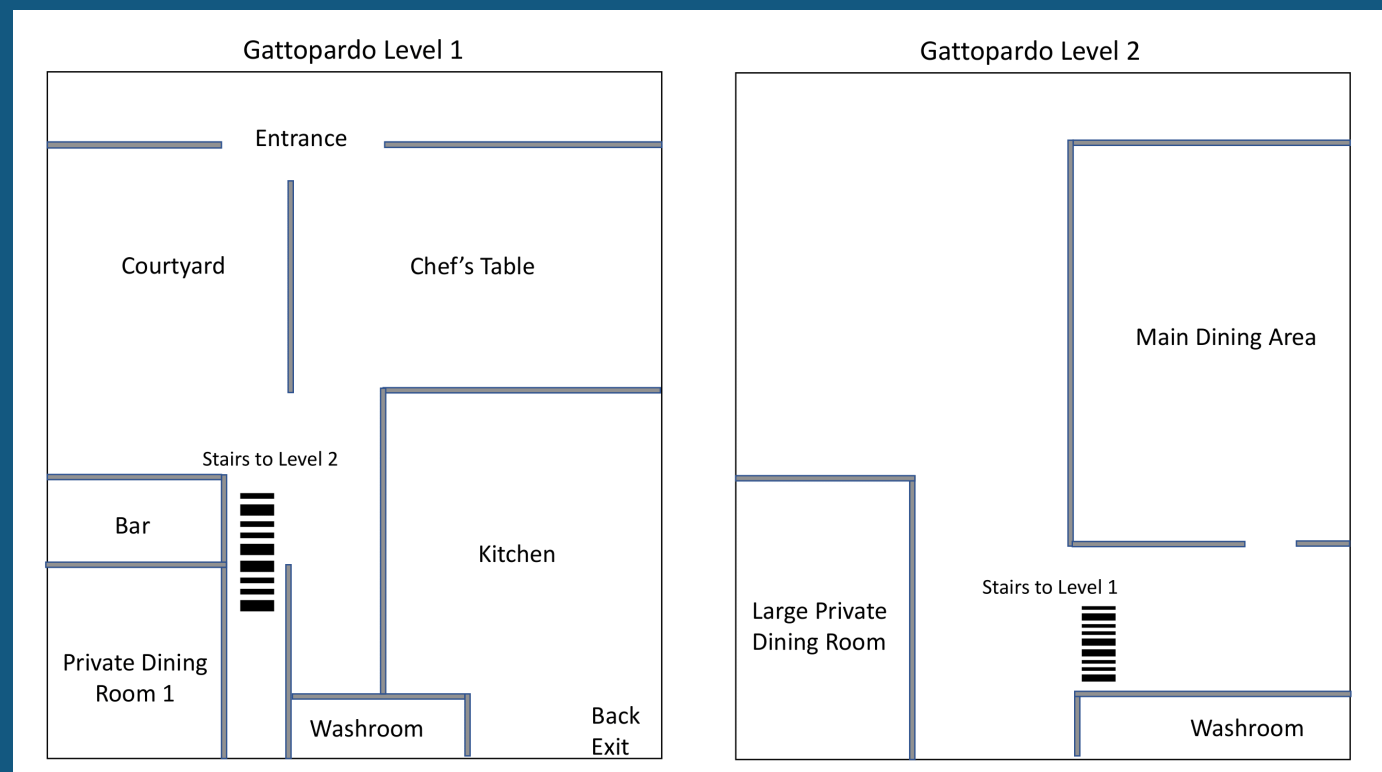 Gattopardo Level 1
Entrance
Courtyard
Chef's Table
Stairs to Level 2
Bar
Kitchen
Private Dining
Room 1
Washroom
Back
Exit
Gattopardo Level 2
Main Dining Area
Stairs to Level 1
Large Private
Dining Room
Washroom